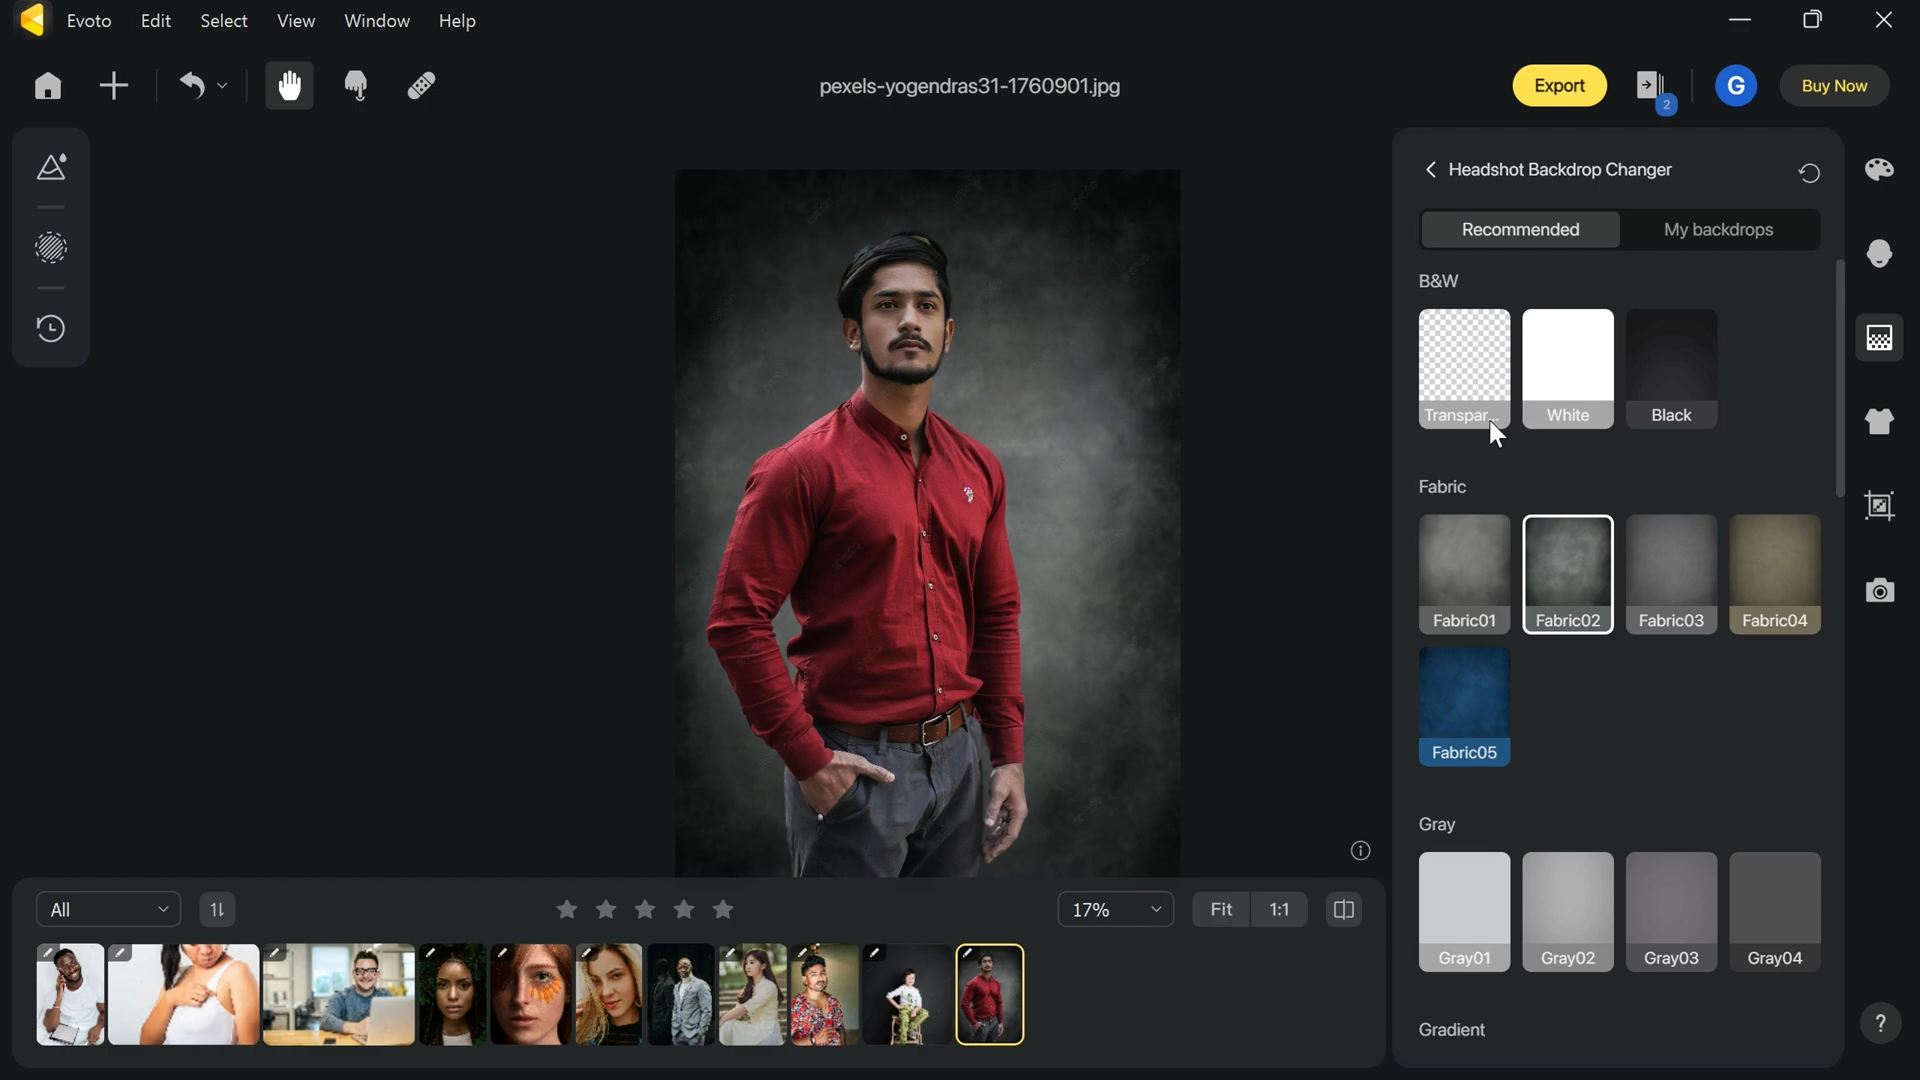 Evoto Edit Select View Window Help
pexels-yogendras31-1760901.jpg
Export
2
G
Buy Now
Headshot Backdrop Changer
Recommended My backdrops
B&W
Transpar... White Black
Fabric
Fabric01 Fabric02 Fabric03 Fabric04
Fabric05
Gray
Gray01 Gray02 Gray03 Gray04
Gradient
All
17% Fit 1:1
?